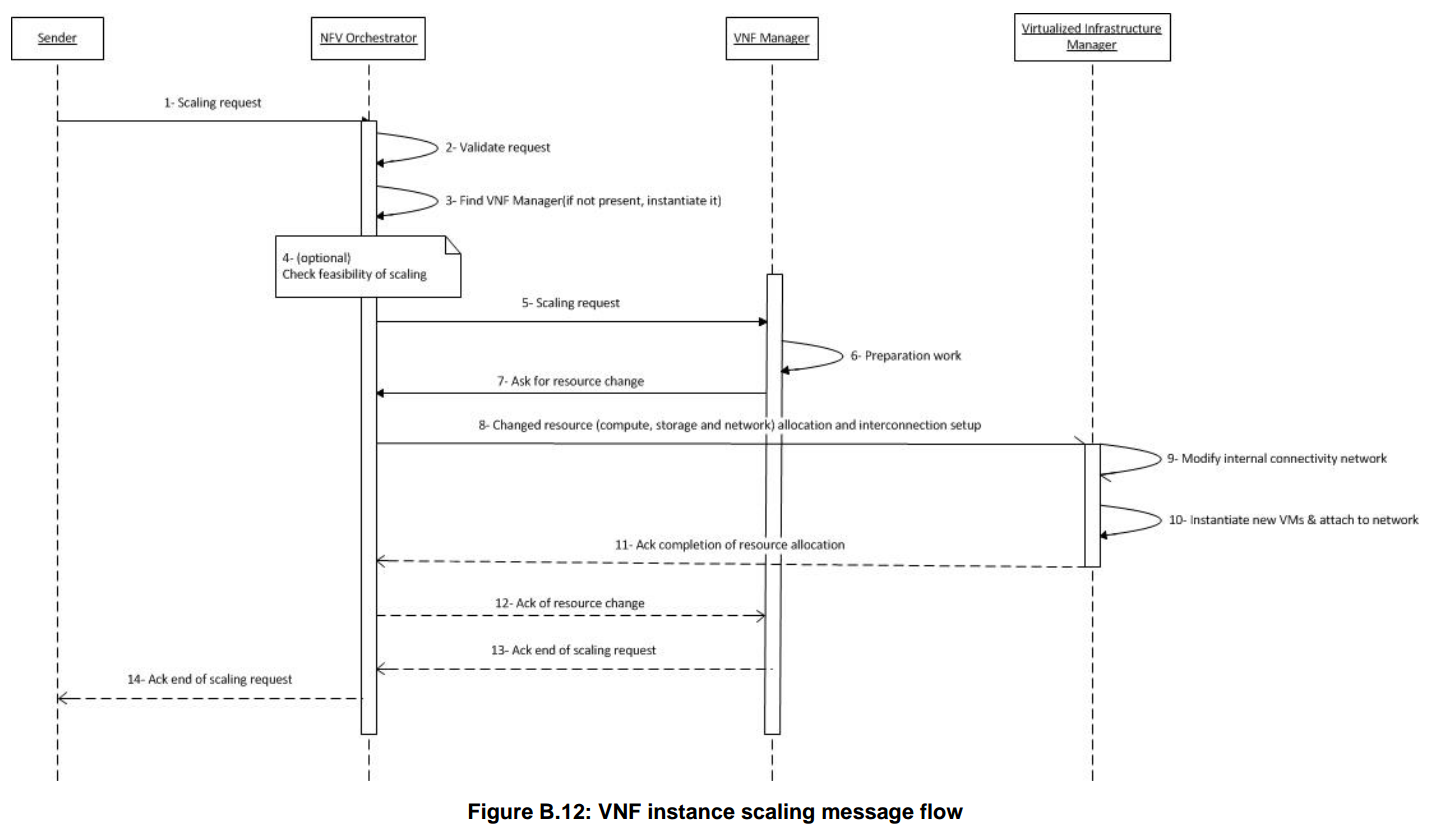 Sender
NFV Orchestrator
VNF Manager
Virtualized Infrastructure
Manager
1- Scaling request
2- Validate request
3- Find VNF Manager(if not present, instantiate it)
4- (optional)
Check feasibility of scaling
5- Scaling request
6- Preparation work
7- Ask for resource change
8- Changed resource (compute, storage and network) allocation and interconnection setup
9- Modify internal connectivity network
10- Instantiate new VMs & attach to network
11- Ack completion of resource allocation
12- Ack of resource change
13- Ack end of scaling request
14- Ack end of scaling request
Figure B.12: VNF instance scaling message flow